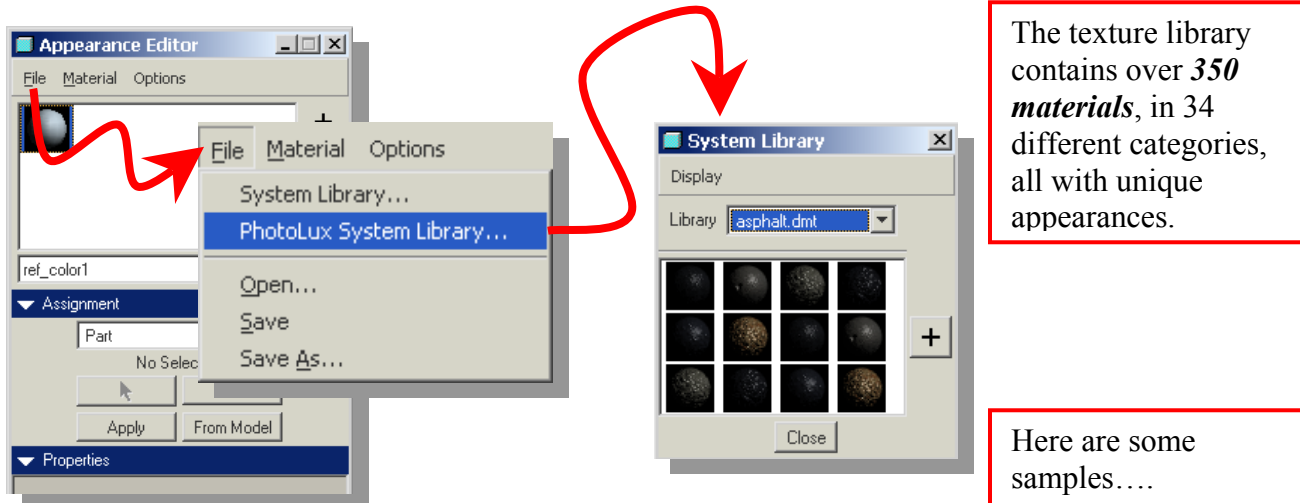 Appearance Editor
File Material Options
+
ref_color1
Assignment
Part
No Selec
Apply From Model
Properties
File Material Options
System Library...
PhotoLux System Library...
Open...
Save
Save As...
System Library
Display
Library asphalt.dmt
+
Close
The texture library
contains over 350
materials, in 34
different categories,
all with unique
appearances.
Here are some
samples….